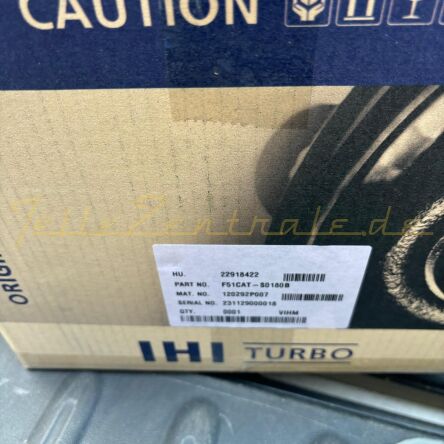 CAUTION
TeileZentrale.de
HU. 22918422
PART NO. F51CAT-S0180B
MAT. NO. 120292P007
SERIAL NO. 231129000018
QTY. 0001 VIHM
IHI TURBO